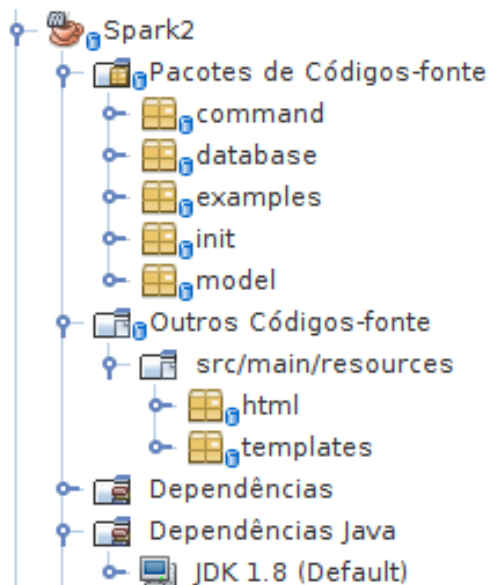 Spark2
Pacotes de Códigos-fonte
command
database
examples
init
model
Outros Códigos-fonte
src/main/resources
html
templates
Dependências
Dependências Java
JDK 1.8 (Default)